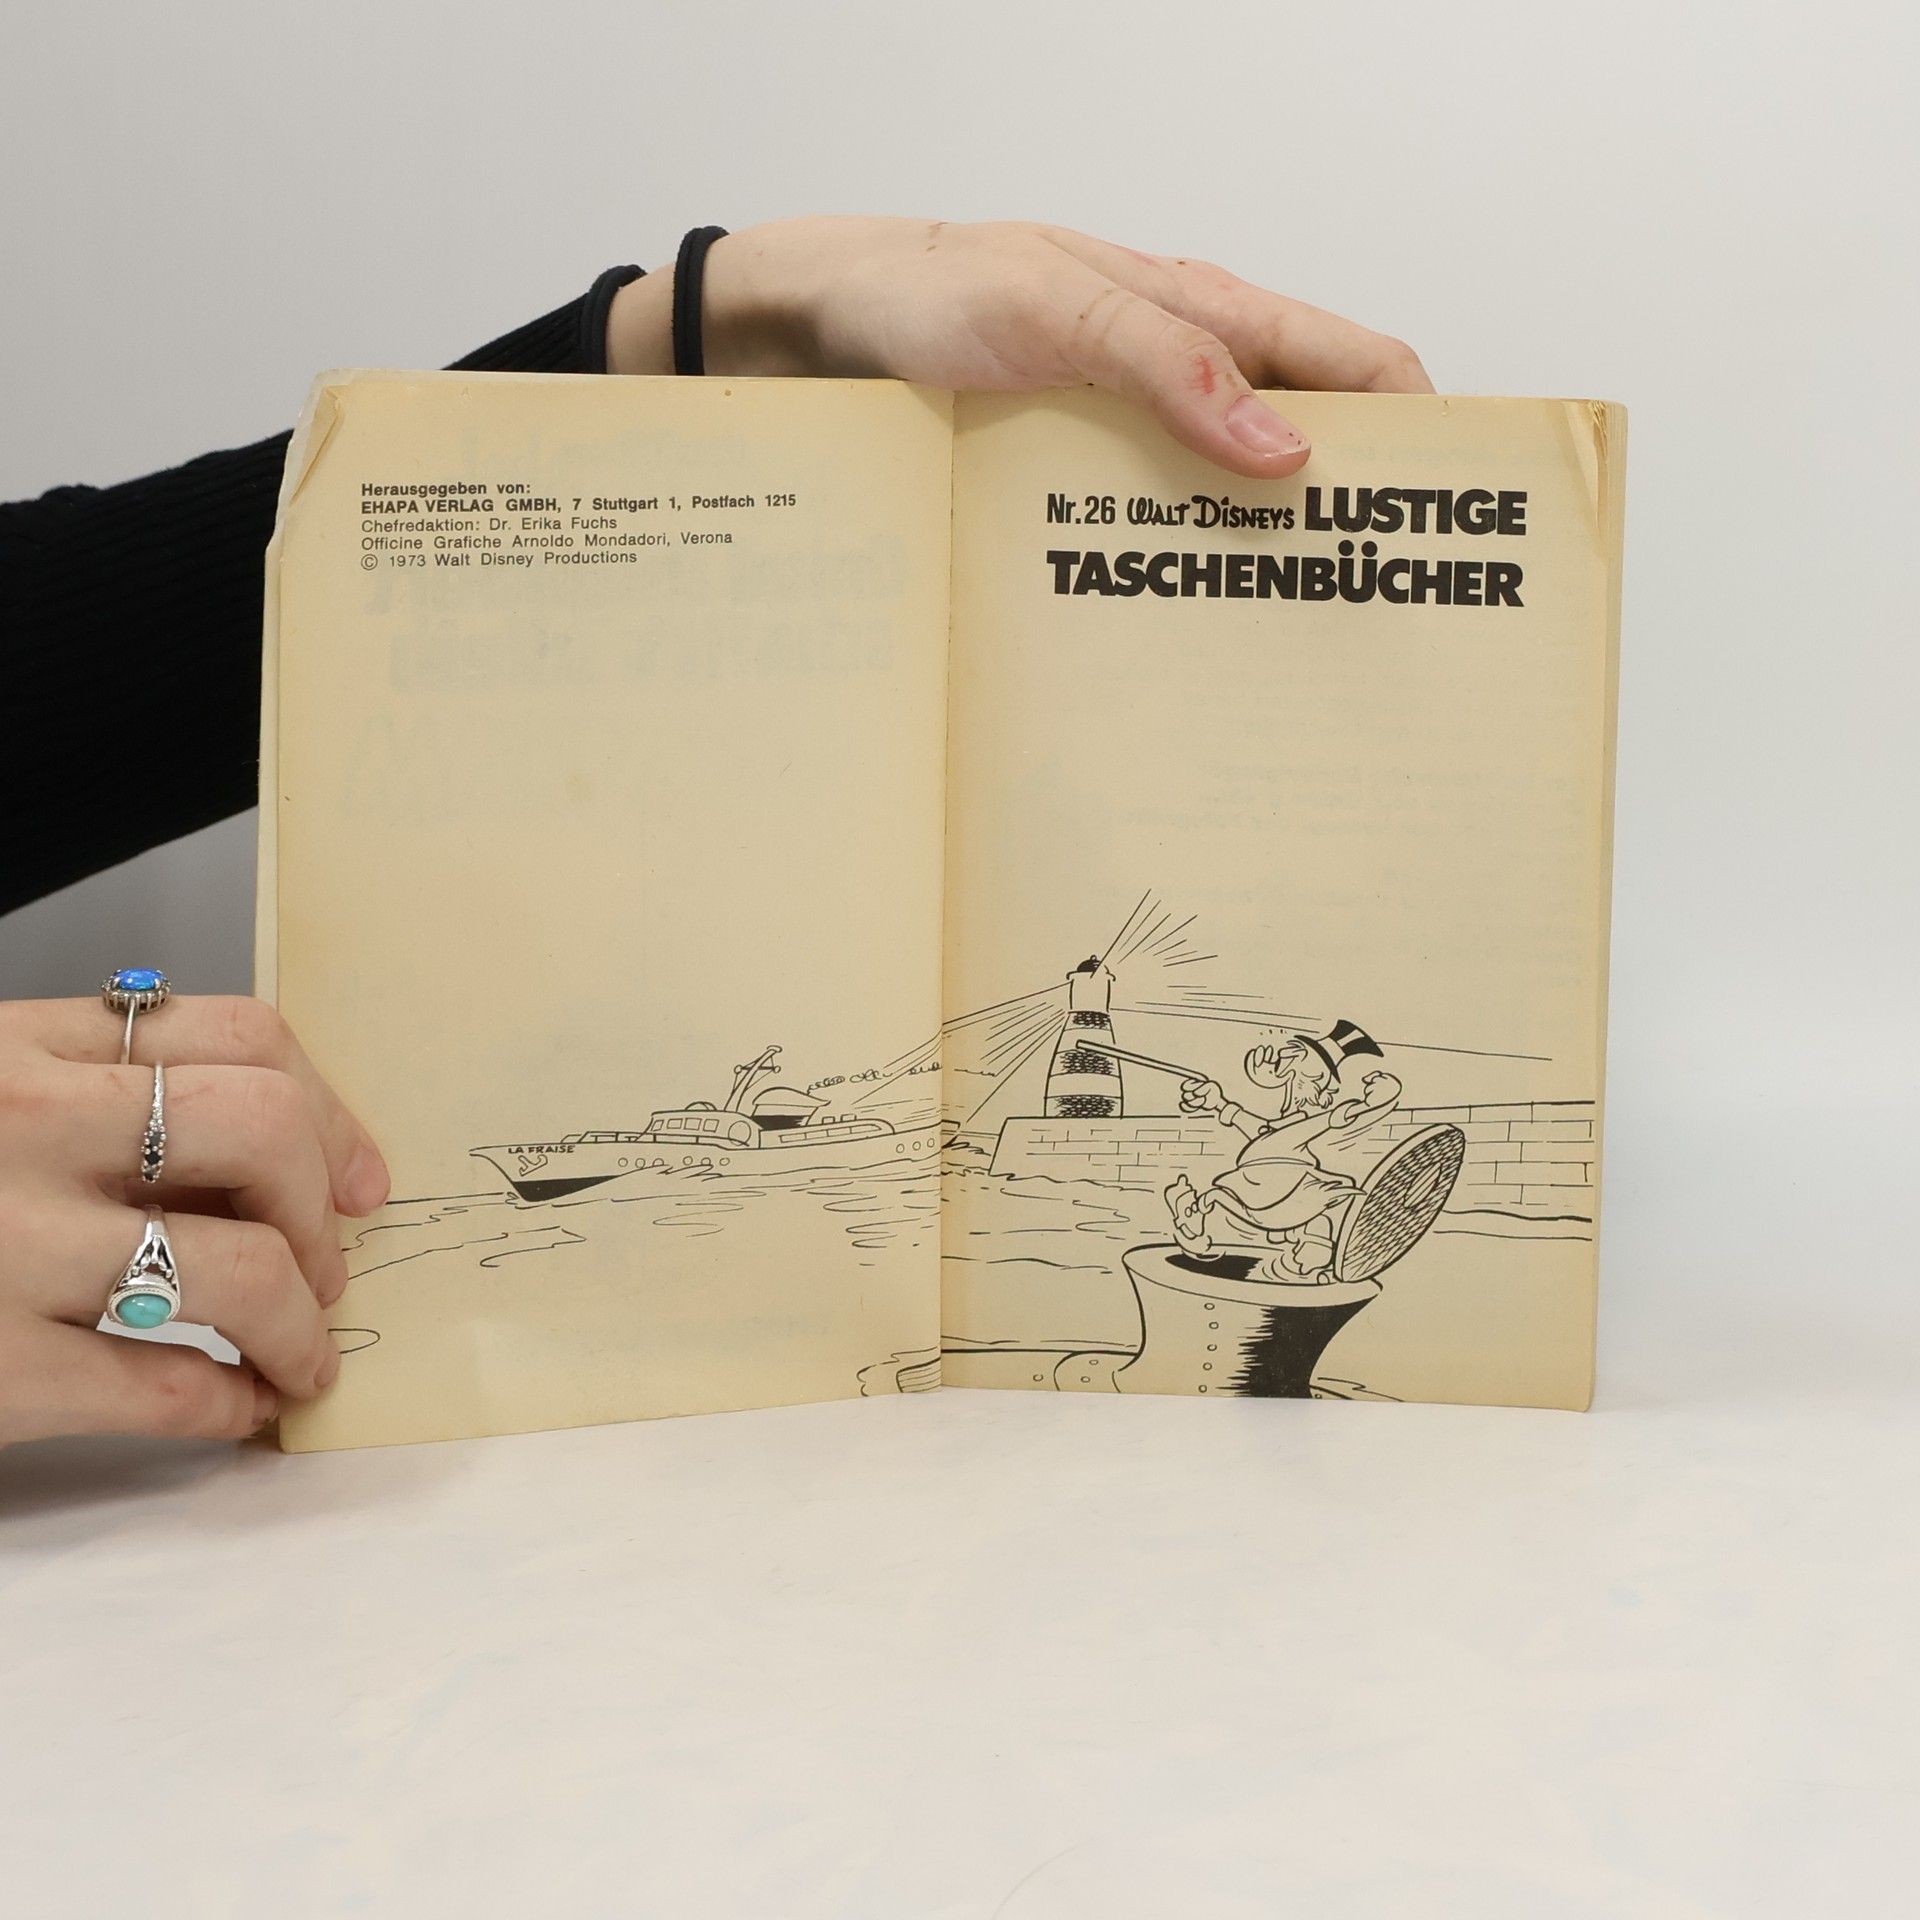 Herausgegeben von:
EHAPA VERLAG GMBH, 7 Stuttgart 1, Postfach 1215
Chefredaktion: Dr. Erika Fuchs
Officine Grafiche Arnoldo Mondadori, Verona
© 1973 Walt Disney Productions
LA FRAISE
Nr.26 WALT DISNEYS LUSTIGE
TASCHENBÜCHER